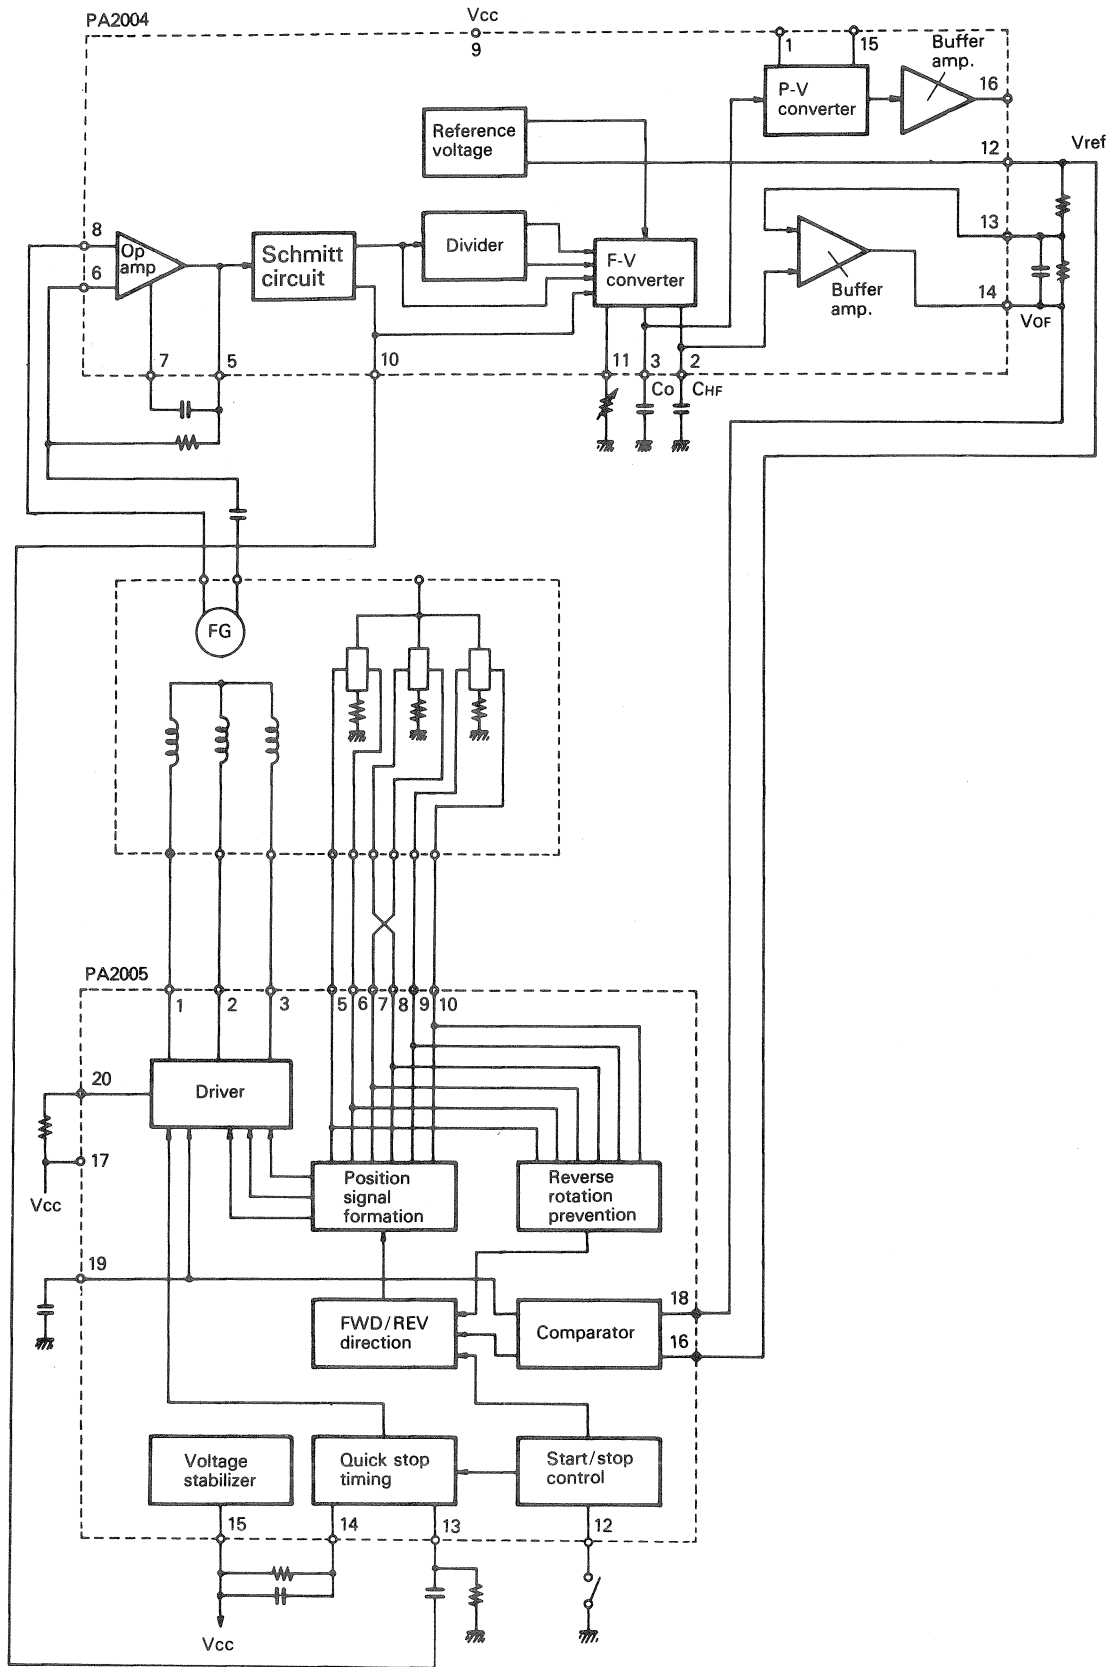 PA2004
Vcc
9
1
15
Buffer
amp.
16
P-V
converter
Reference
voltage
12
Vref
8
Op
amp
6
Schmitt
circuit
Divider
F-V
converter
13
Buffer
amp.
14
VOF
7
5
10
11
3
2
Co
CHF
FG
PA2005
1
2
3
5
6
7
8
9
10
20
Driver
17
Vcc
Position
signal
formation
Reverse
rotation
prevention
19
18
FWD/REV
direction
Comparator
16
Voltage
stabilizer
Quick stop
timing
Start/stop
control
15
14
13
12
Vcc